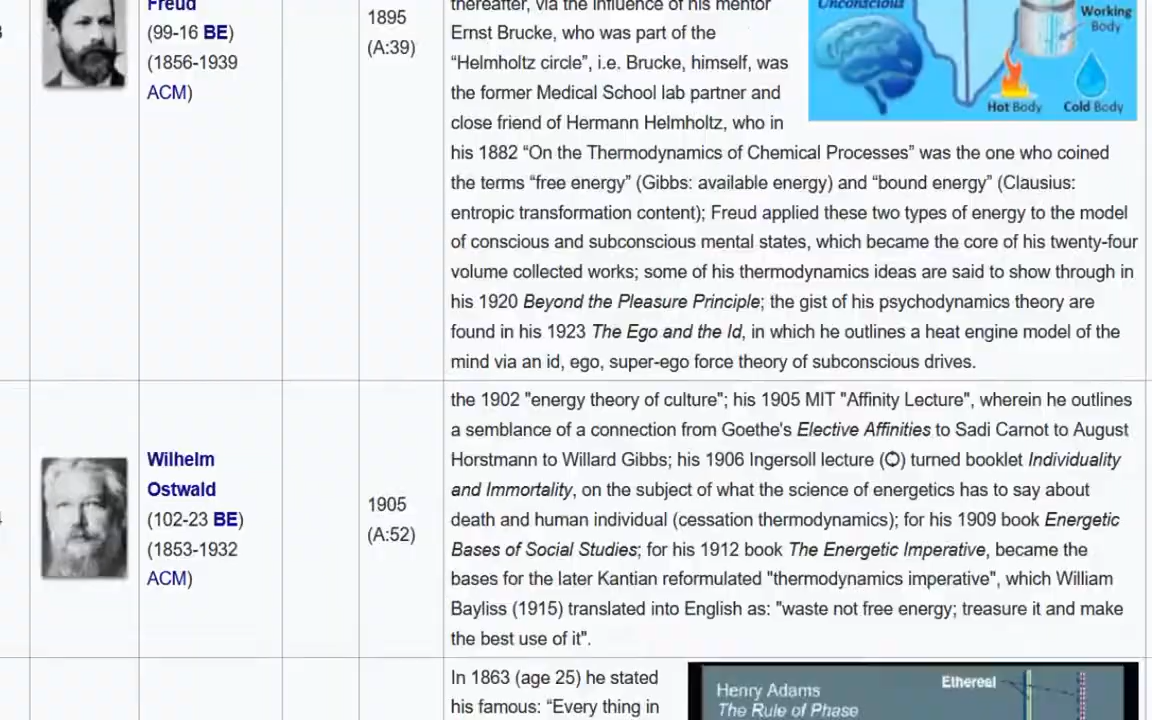 Freud
(99-16 BE)
(1856-1939
ACM)
1895
(A:39)
thereafter, via the influence of his mentor
Ernst Brucke, who was part of the
“Helmholtz circle”, i.e. Brucke, himself, was
the former Medical School lab partner and
close friend of Hermann Helmholtz, who in
his 1882 “On the Thermodynamics of Chemical Processes” was the one who coined
the terms “free energy” (Gibbs: available energy) and “bound energy” (Clausius:
entropic transformation content); Freud applied these two types of energy to the model
of conscious and subconscious mental states, which became the core of his twenty-four
volume collected works; some of his thermodynamics ideas are said to show through in
his 1920 Beyond the Pleasure Principle; the gist of his psychodynamics theory are
found in his 1923 The Ego and the Id, in which he outlines a heat engine model of the
mind via an id, ego, super-ego force theory of subconscious drives.
Unconscious
Working
Body
Hot Body
Cold Body
Wilhelm
Ostwald
(102-23 BE)
(1853-1932
ACM)
1905
(A:52)
the 1902 "energy theory of culture"; his 1905 MIT "Affinity Lecture", wherein he outlines
a semblance of a connection from Goethe's Elective Affinities to Sadi Carnot to August
Horstmann to Willard Gibbs; his 1906 Ingersoll lecture (🌣) turned booklet Individuality
and Immortality, on the subject of what the science of energetics has to say about
death and human individual (cessation thermodynamics); for his 1909 book Energetic
Bases of Social Studies; for his 1912 book The Energetic Imperative, became the
bases for the later Kantian reformulated "thermodynamics imperative", which William
Bayliss (1915) translated into English as: "waste not free energy; treasure it and make
the best use of it".
In 1863 (age 25) he stated
his famous: “Every thing in
Henry Adams
The Rule of Phase
Ethereal